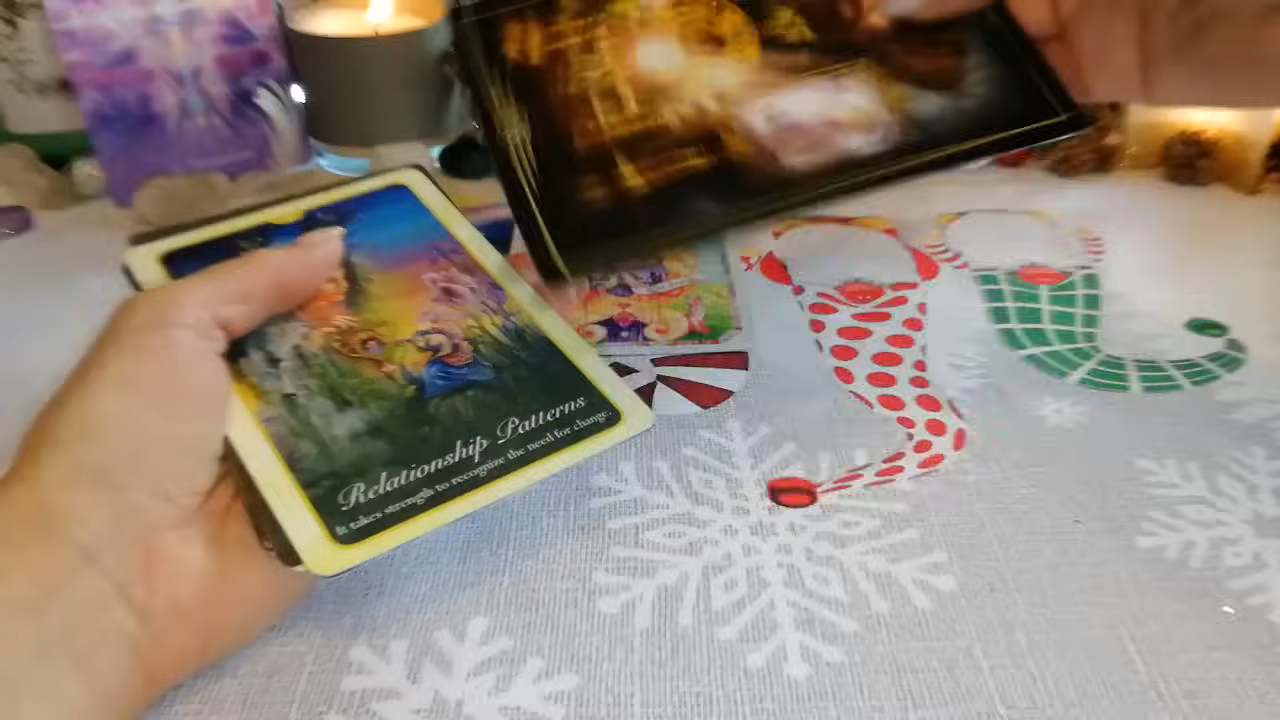 Relationship Patterns
It takes strength to recognize the need for change.